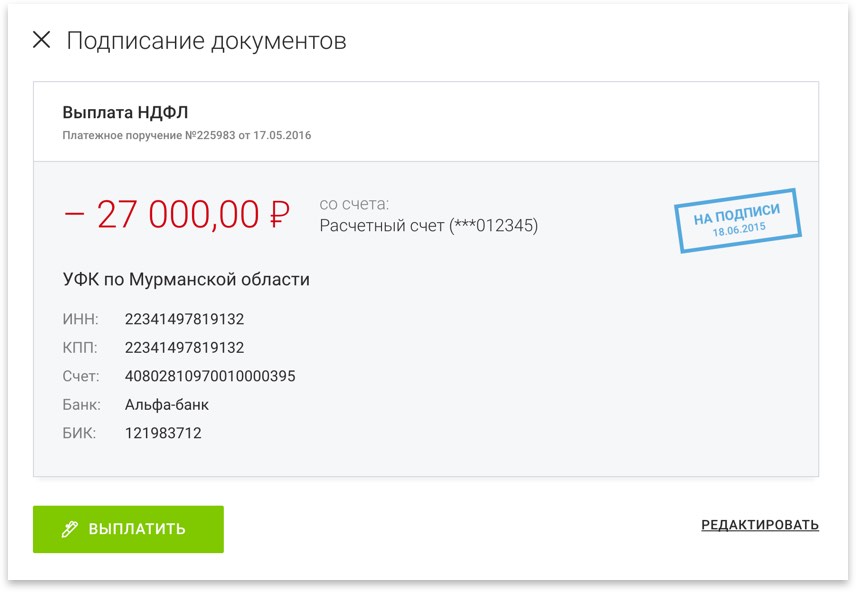 Подписание документов
Выплата НДФЛ
Платежное поручение №225983 от 17.05.2016
– 27 000,00 ₽
со счета:
Расчетный счет (***012345)
НА ПОДПИСИ
18.06.2015
УФК по Мурманской области
ИНН: 22341497819132
КПП: 22341497819132
Счет: 40802810970010000395
Банк: Альфа-банк
БИК: 121983712
ВЫПЛАТИТЬ
РЕДАКТИРОВАТЬ